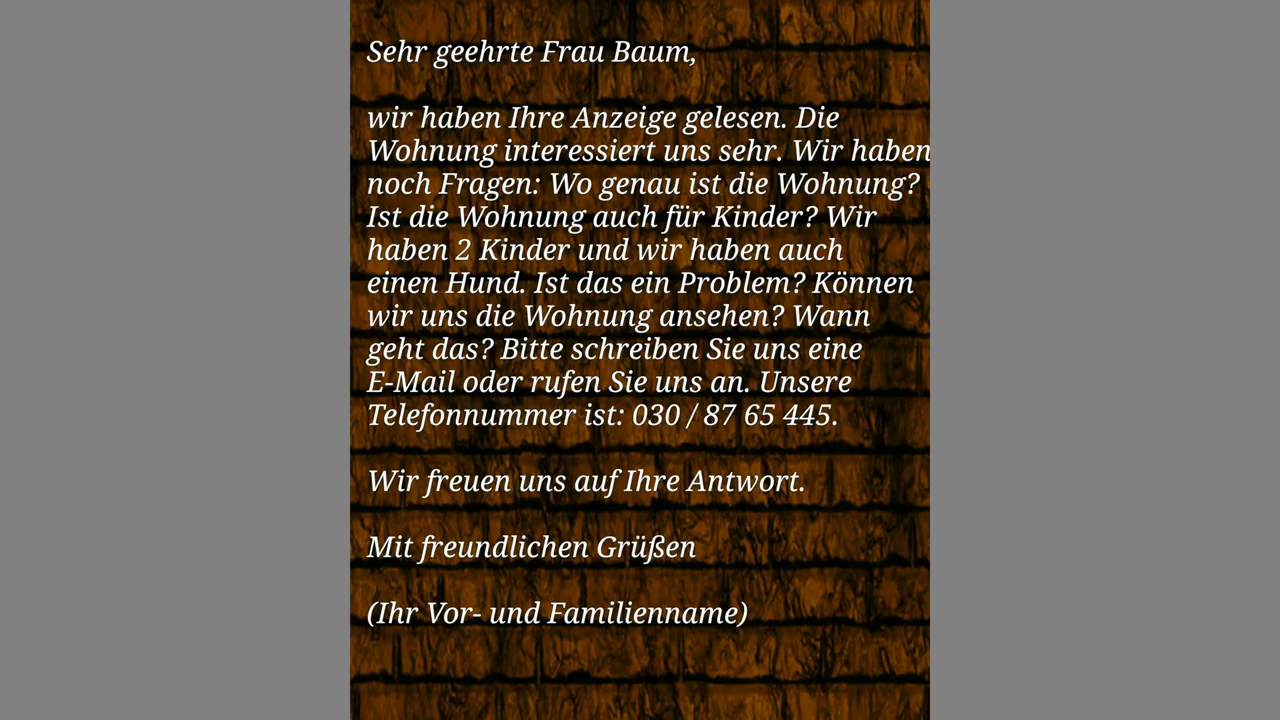 Sehr geehrte Frau Baum,
wir haben Ihre Anzeige gelesen. Die
Wohnung interessiert uns sehr. Wir haben
noch Fragen: Wo genau ist die Wohnung?
Ist die Wohnung auch für Kinder? Wir
haben 2 Kinder und wir haben auch
einen Hund. Ist das ein Problem? Können
wir uns die Wohnung ansehen? Wann
geht das? Bitte schreiben Sie uns eine
E-Mail oder rufen Sie uns an. Unsere
Telefonnummer ist: 030 / 87 65 445.
Wir freuen uns auf Ihre Antwort.
Mit freundlichen Grüßen
(Ihr Vor- und Familienname)